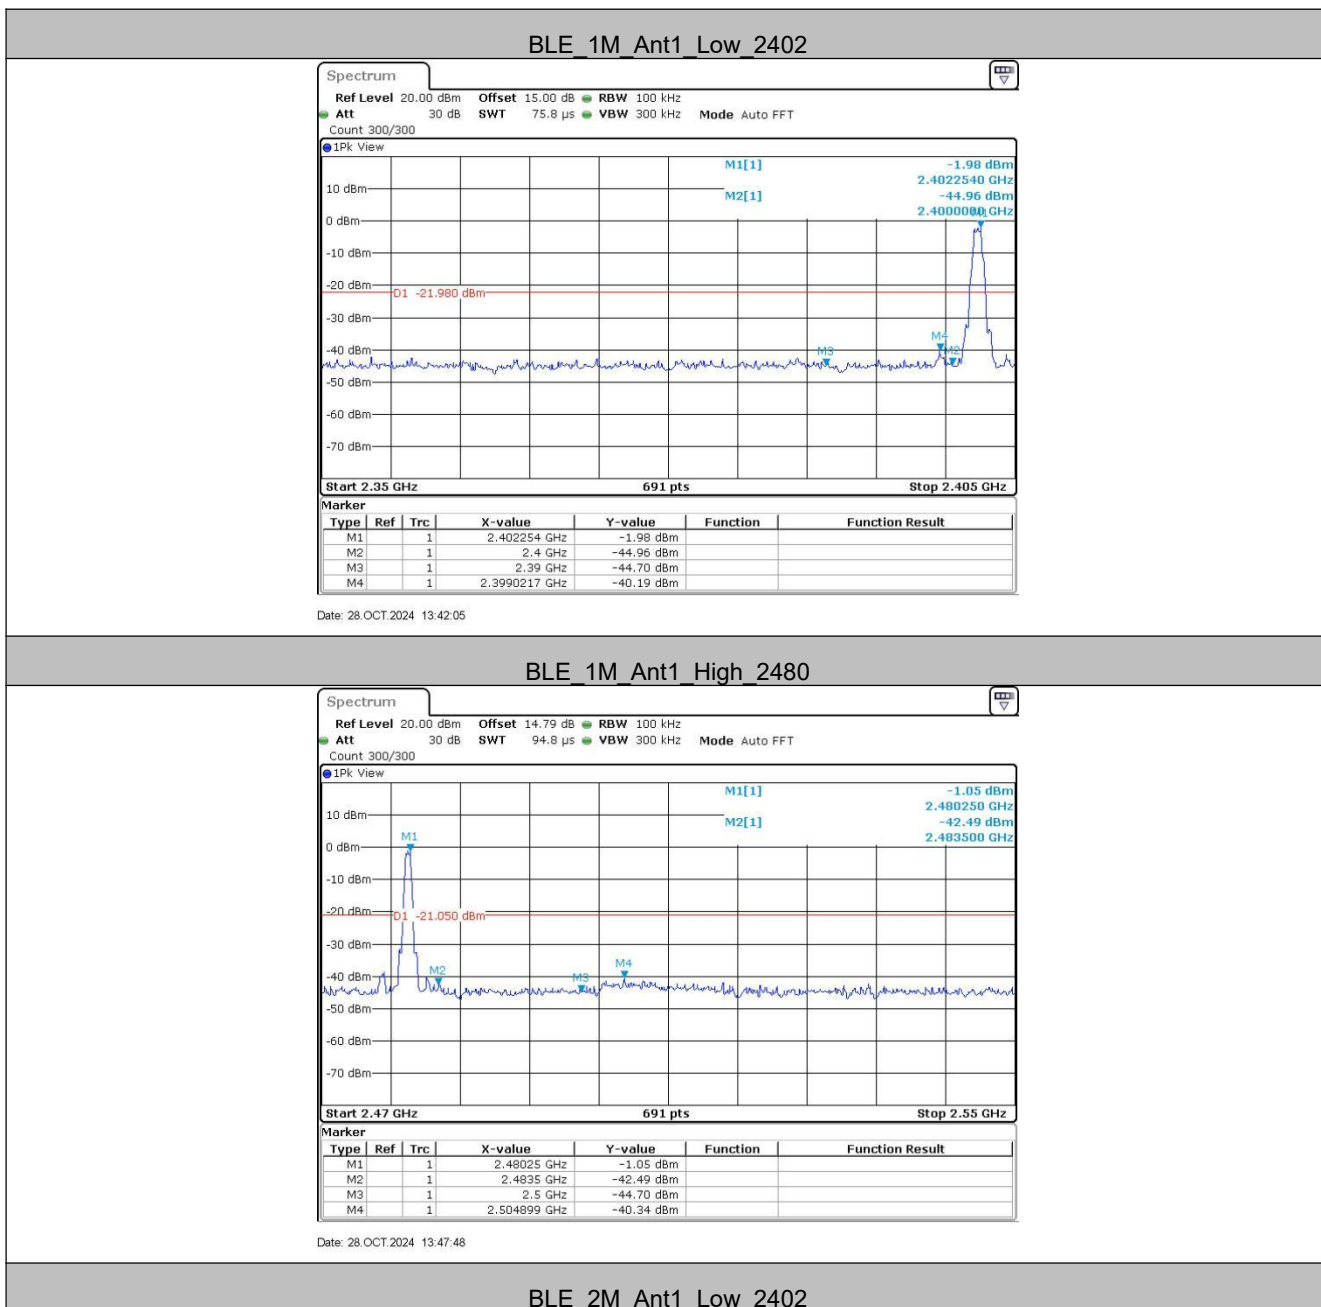 BLE_1M_Ant1_Low_2402
Spectrum
Ref Level 20.00 dBm Offset 15.00 dB RBW 100 kHz
Att 30 dB SWT 75.8 µs VBW 300 kHz Mode Auto FFT
Count 300/300
1Pk View
M1[1] -1.98 dBm
2.4022540 GHz
10 dBm
M2[1] -44.96 dBm
2.4000000 GHz
M1
0 dBm
-10 dBm
-20 dBm
D1 -21.980 dBm
-30 dBm
M4
-40 dBm
M3 M2
-50 dBm
-60 dBm
-70 dBm
Start 2.35 GHz 691 pts Stop 2.405 GHz
Marker
Type Ref Trc X-value Y-value Function Function Result
M1 1 2.402254 GHz -1.98 dBm
M2 1 2.4 GHz -44.96 dBm
M3 1 2.39 GHz -44.70 dBm
M4 1 2.3990217 GHz -40.19 dBm
Date: 28.OCT.2024 13:42:05
BLE_1M_Ant1_High_2480
Spectrum
Ref Level 20.00 dBm Offset 14.79 dB RBW 100 kHz
Att 30 dB SWT 94.8 µs VBW 300 kHz Mode Auto FFT
Count 300/300
1Pk View
M1[1] -1.05 dBm
2.480250 GHz
10 dBm
M2[1] -42.49 dBm
2.483500 GHz
M1
0 dBm
-10 dBm
-20 dBm
D1 -21.050 dBm
-30 dBm
M4
-40 dBm
M2 M3
-50 dBm
-60 dBm
-70 dBm
Start 2.47 GHz 691 pts Stop 2.55 GHz
Marker
Type Ref Trc X-value Y-value Function Function Result
M1 1 2.48025 GHz -1.05 dBm
M2 1 2.4835 GHz -42.49 dBm
M3 1 2.5 GHz -44.70 dBm
M4 1 2.504899 GHz -40.34 dBm
Date: 28.OCT.2024 13:47:48
BLE_2M_Ant1_Low_2402